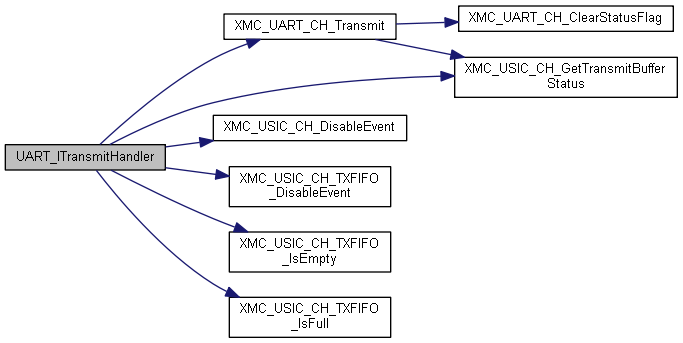 XMC_UART_CH_Transmit
XMC_UART_CH_ClearStatusFlag
XMC_USIC_CH_GetTransmitBuffer
Status
XMC_USIC_CH_DisableEvent
UART_lTransmitHandler
XMC_USIC_CH_TXFIFO
_DisableEvent
XMC_USIC_CH_TXFIFO
_IsEmpty
XMC_USIC_CH_TXFIFO
_IsFull